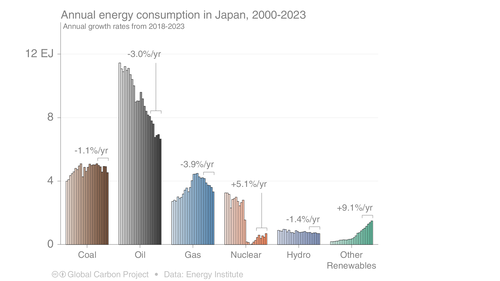 Annual energy consumption in Japan, 2000-2023
Annual growth rates from 2018-2023
12 EJ
8
4
0
-1.1%/yr
-3.0%/yr
-3.9%/yr
+5.1%/yr
-1.4%/yr
+9.1%/yr
Coal
Oil
Gas
Nuclear
Hydro
Other
Renewables
Global Carbon Project • Data: Energy Institute